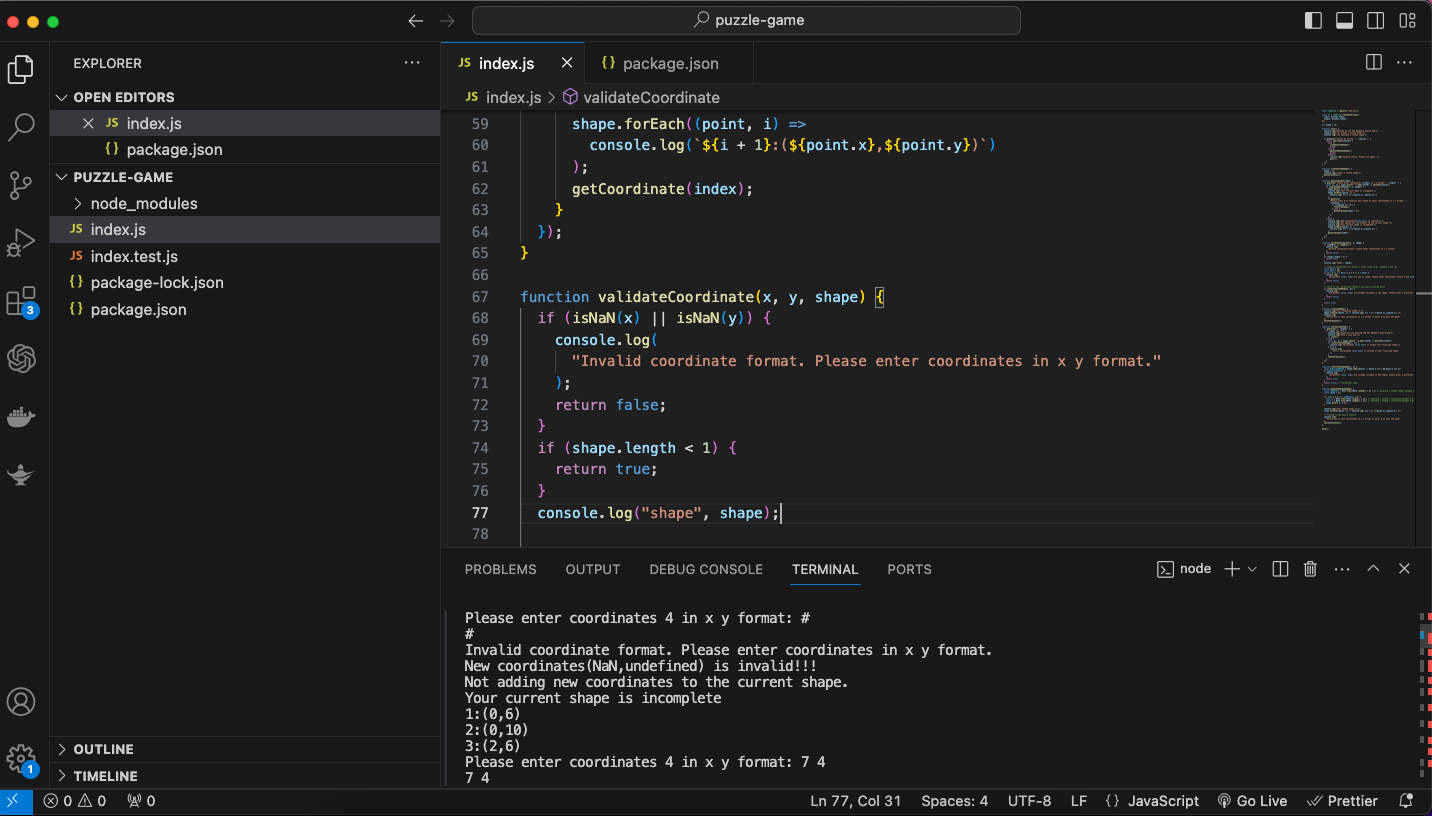 puzzle-game
EXPLORER
OPEN EDITORS
JS index.js
{} package.json
PUZZLE-GAME
node_modules
JS index.js
JS index.test.js
{} package-lock.json
{} package.json
OUTLINE
TIMELINE
3
1
JS index.js
{} package.json
JS index.js > validateCoordinate
59 shape.forEach((point, i) =>
60 console.log(`${i + 1}:(${point.x},${point.y})`)
61 );
62 getCoordinate(index);
63 }
64 });
65 }
66
67 function validateCoordinate(x, y, shape) {
68 if (isNaN(x) || isNaN(y)) {
69 console.log(
70 "Invalid coordinate format. Please enter coordinates in x y format."
71 );
72 return false;
73 }
74 if (shape.length < 1) {
75 return true;
76 }
77 console.log("shape", shape);
78
PROBLEMS OUTPUT DEBUG CONSOLE TERMINAL PORTS
node
Please enter coordinates 4 in x y format: #
#
Invalid coordinate format. Please enter coordinates in x y format.
New coordinates(NaN,undefined) is invalid!!!
Not adding new coordinates to the current shape.
Your current shape is incomplete
1:(0,6)
2:(0,10)
3:(2,6)
Please enter coordinates 4 in x y format: 7 4
7 4
0 0 0
Ln 77, Col 31 Spaces: 4 UTF-8 LF {} JavaScript Go Live Prettier